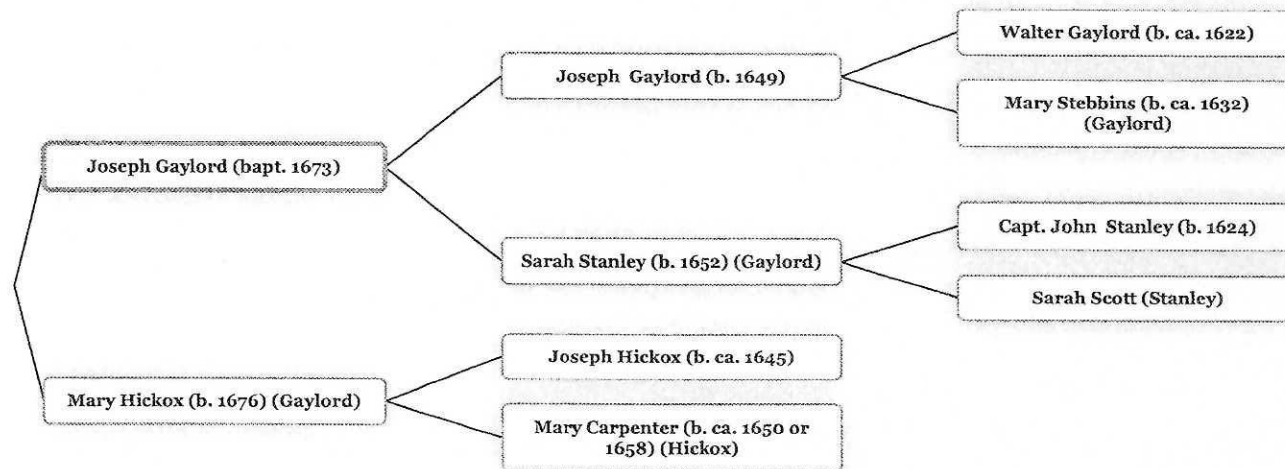 Walter Gaylord (b. ca. 1622)
Joseph Gaylord (b. 1649)
Mary Stebbins (b. ca. 1632)
(Gaylord)
Joseph Gaylord (bapt. 1673)
Capt. John Stanley (b. 1624)
Sarah Stanley (b. 1652) (Gaylord)
Sarah Scott (Stanley)
Joseph Hickox (b. ca. 1645)
Mary Hickox (b. 1676) (Gaylord)
Mary Carpenter (b. ca. 1650 or
1658) (Hickox)